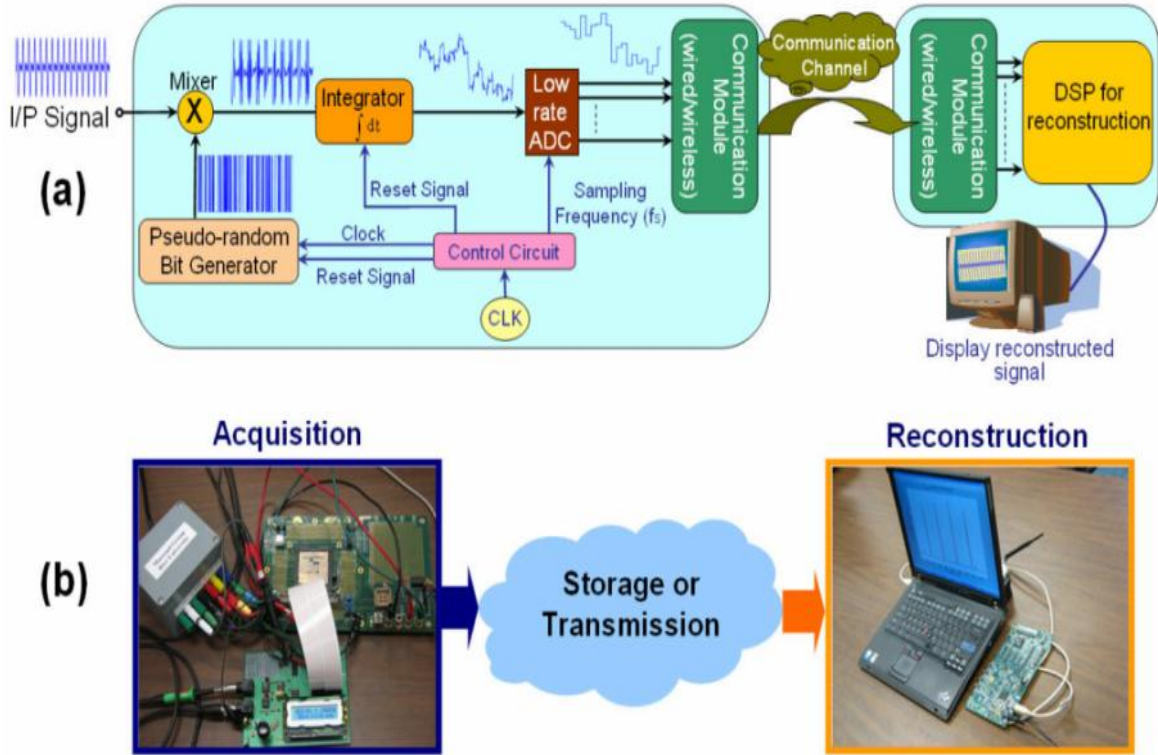 I/P Signal
Mixer
X
Integrator
∫ dt
Low
rate
ADC
Communication
Module
(wired/wireless)
Communication
Channel
Communication
Module
(wired/wireless)
DSP for
reconstruction
(a)
Reset Signal
Sampling
Frequency (fs)
Pseudo-random
Bit Generator
Clock
Reset Signal
Control Circuit
CLK
Display reconstructed
signal
Acquisition
Reconstruction
(b)
Storage or
Transmission